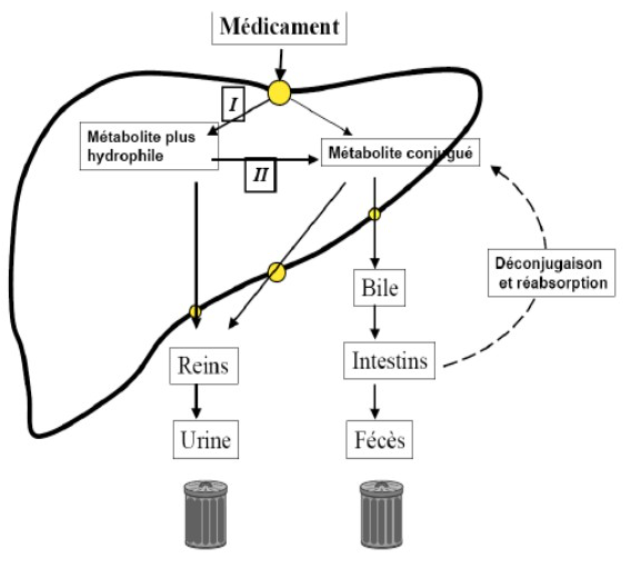 Médicament
I
Métabolite plus
hydrophile
II
Métabolite conjugué
Déconjugaison
et réabsorption
Bile
Reins
Intestins
Urine
Fécès